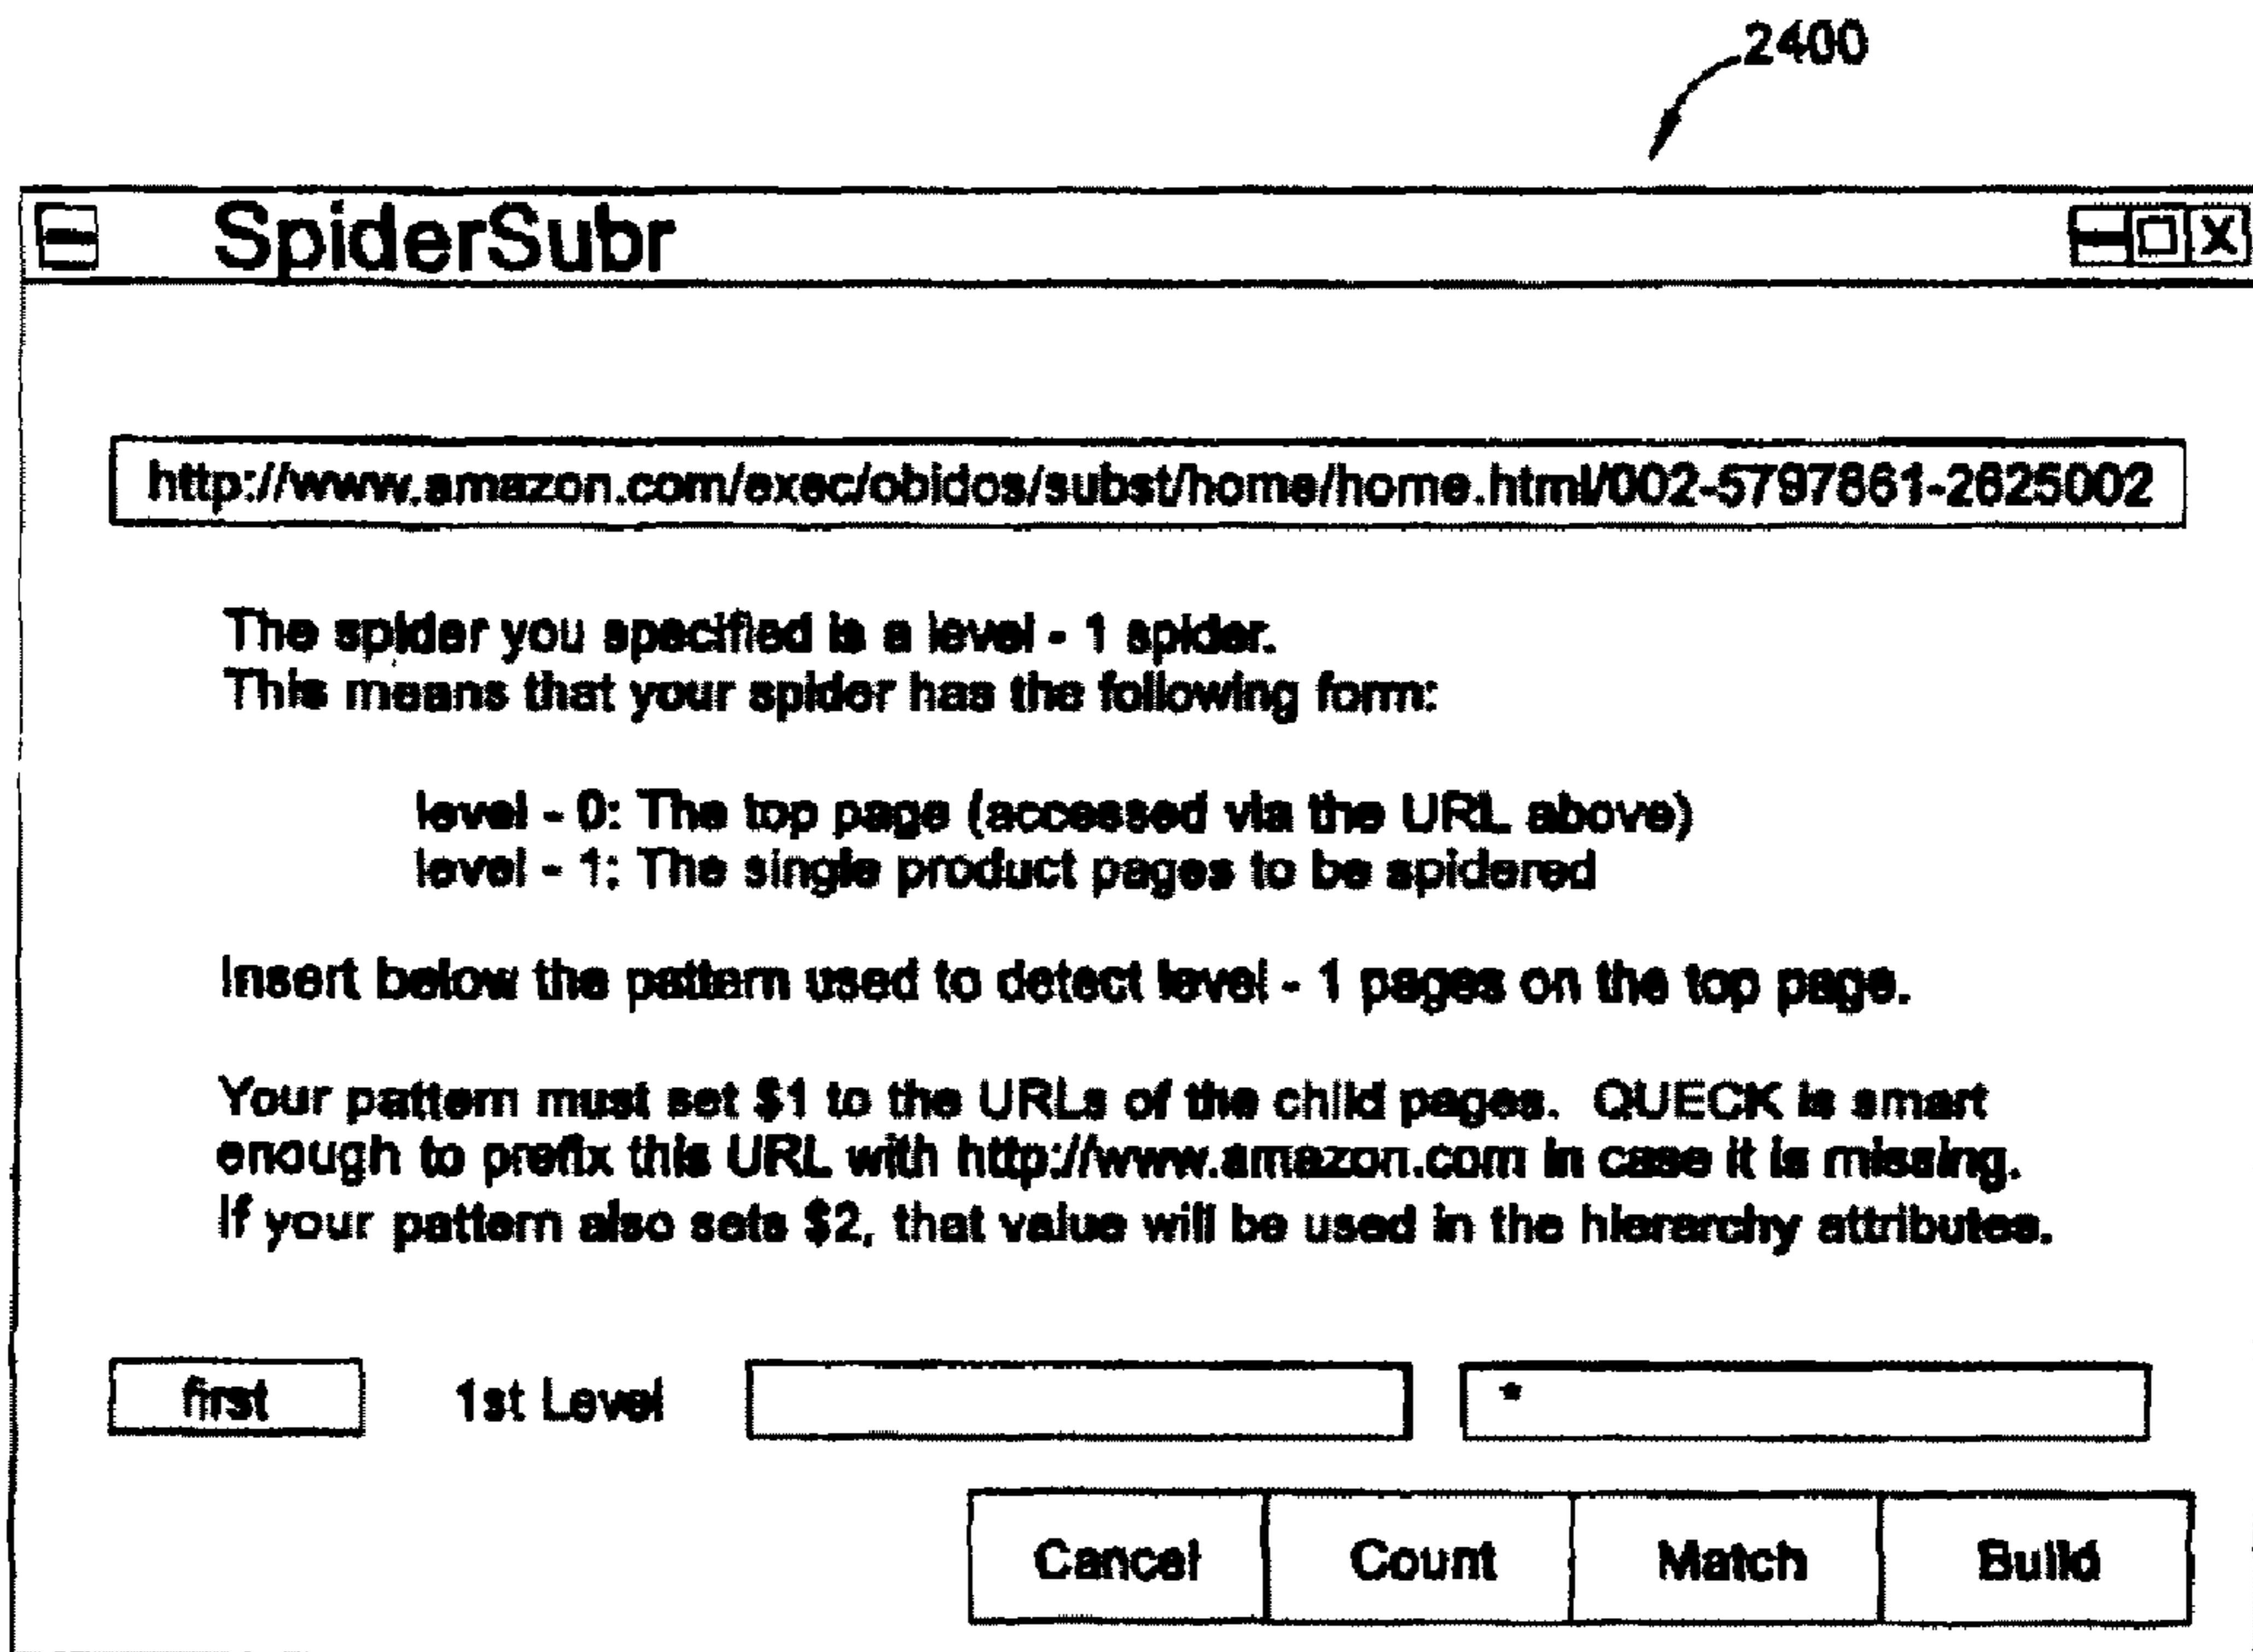 2400
SpiderSubr
http://www.amazon.com/exec/obidos/subst/home/home.html/002-5797861-2625002
The spider you specified is a level - 1 spider.
This means that your spider has the following form:
level - 0: The top page (accessed via the URL above)
level - 1: The single product pages to be spidered
Insert below the pattern used to detect level - 1 pages on the top page.
Your pattern must set $1 to the URLs of the child pages. QUECK is smart
enough to prefix this URL with http://www.amazon.com in case it is missing.
If your pattern also sets $2, that value will be used in the hierarchy attributes.
first 1st Level *
Cancel Count Match Build